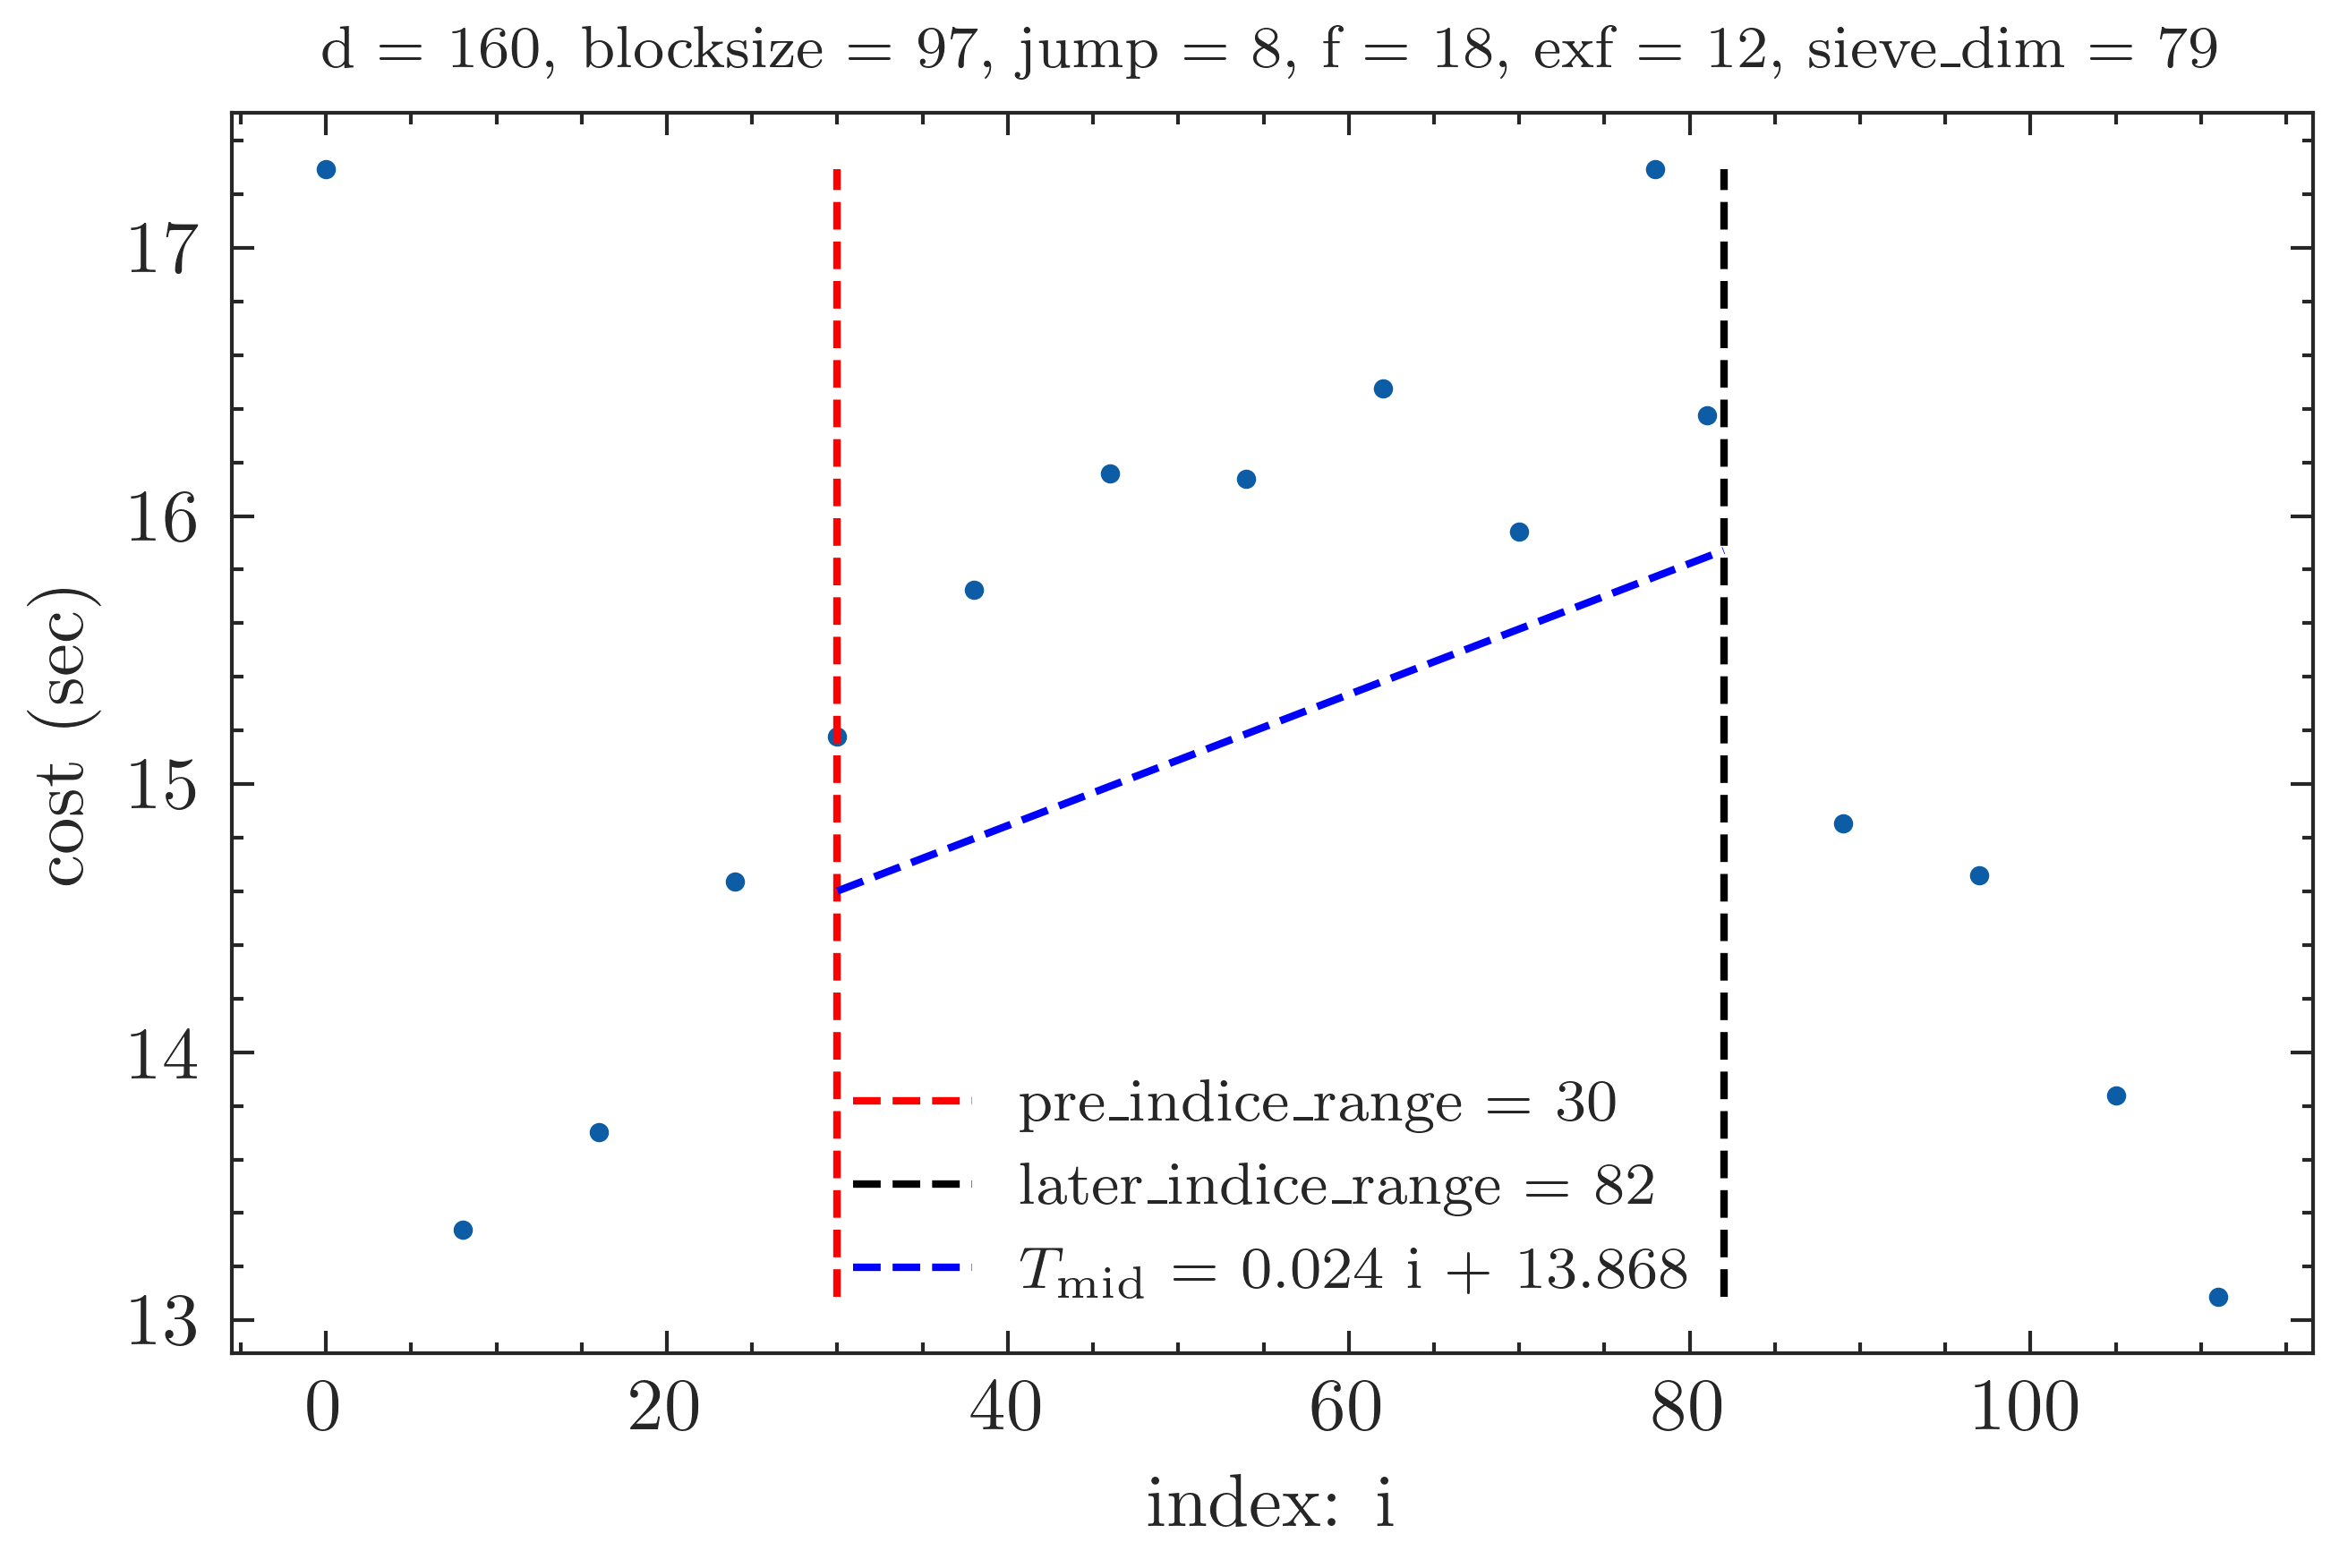 d = 160, blocksize = 97, jump = 8, f = 18, exf = 12, sieve_dim = 79
cost (sec)
17
16
15
14
13
pre_indice_range = 30
later_indice_range = 82
T_mid = 0.024 i + 13.868
0 20 40 60 80 100
index: i